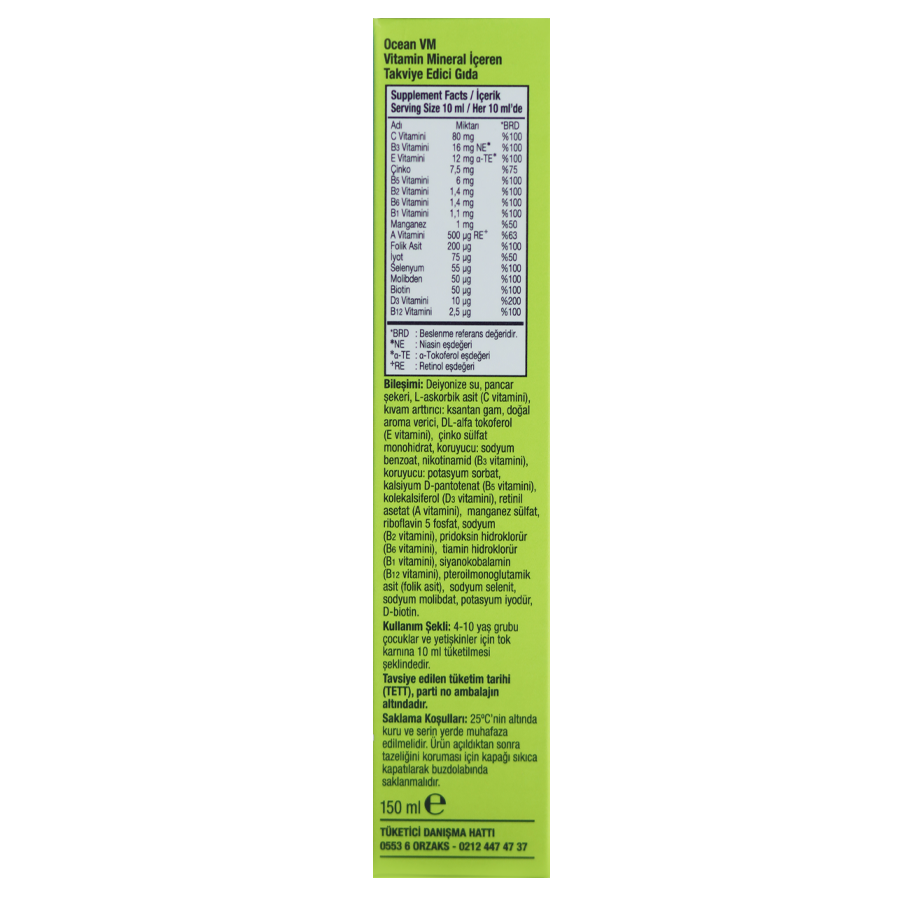 Ocean VM
Vitamin Mineral İçeren
Takviye Edici Gıda
Supplement Facts / İçerik
Serving Size 10 ml / Her 10 ml'de
Adı Miktarı *BRD
C Vitamini 80 mg %100
B3 Vitamini 16 mg NE* %100
E Vitamini 12 mg α-TE* %100
Çinko 7,5 mg %75
B5 Vitamini 6 mg %100
B2 Vitamini 1,4 mg %100
B6 Vitamini 1,4 mg %100
B1 Vitamini 1,1 mg %100
Manganez 1 mg %50
A Vitamini 500 µg RE+ %63
Folik Asit 200 µg %100
İyot 75 µg %50
Selenyum 55 µg %100
Molibden 50 µg %100
Biotin 50 µg %100
D3 Vitamini 10 µg %200
B12 Vitamini 2,5 µg %100
*BRD : Beslenme referans değeridir.
*NE : Niasin eşdeğeri
*α-TE : α-Tokoferol eşdeğeri
+RE : Retinol eşdeğeri
Bileşimi: Deiyonize su, pancar
şekeri, L-askorbik asit (C vitamini),
kıvam arttırıcı: ksantan gam, doğal
aroma verici, DL-alfa tokoferol
(E vitamini), çinko sülfat
monohidrat, koruyucu: sodyum
benzoat, nikotinamid (B3 vitamini),
koruyucu: potasyum sorbat,
kalsiyum D-pantotenat (B5 vitamini),
kolekalsiferol (D3 vitamini), retinil
asetat (A vitamini), manganez sülfat,
riboflavin 5 fosfat, sodyum
(B2 vitamini), pridoksin hidroklorür
(B6 vitamini), tiamin hidroklorür
(B1 vitamini), siyanokobalamin
(B12 vitamini), pteroilmonoglutamik
asit (folik asit), sodyum selenit,
sodyum molibdat, potasyum iyodür,
D-biotin.
Kullanım Şekli: 4-10 yaş grubu
çocuklar ve yetişkinler için tok
karnına 10 ml tüketilmesi
şeklindedir.
Tavsiye edilen tüketim tarihi
(TETT), parti no ambalajın
altındadır.
Saklama Koşulları: 25°C'nin altında
kuru ve serin yerde muhafaza
edilmelidir. Ürün açıldıktan sonra
tazeliğini koruması için kapağı sıkıca
kapatılarak buzdolabında
saklanmalıdır.
150 ml e
TÜKETİCİ DANIŞMA HATTI
0553 6 ORZAKS - 0212 447 47 37